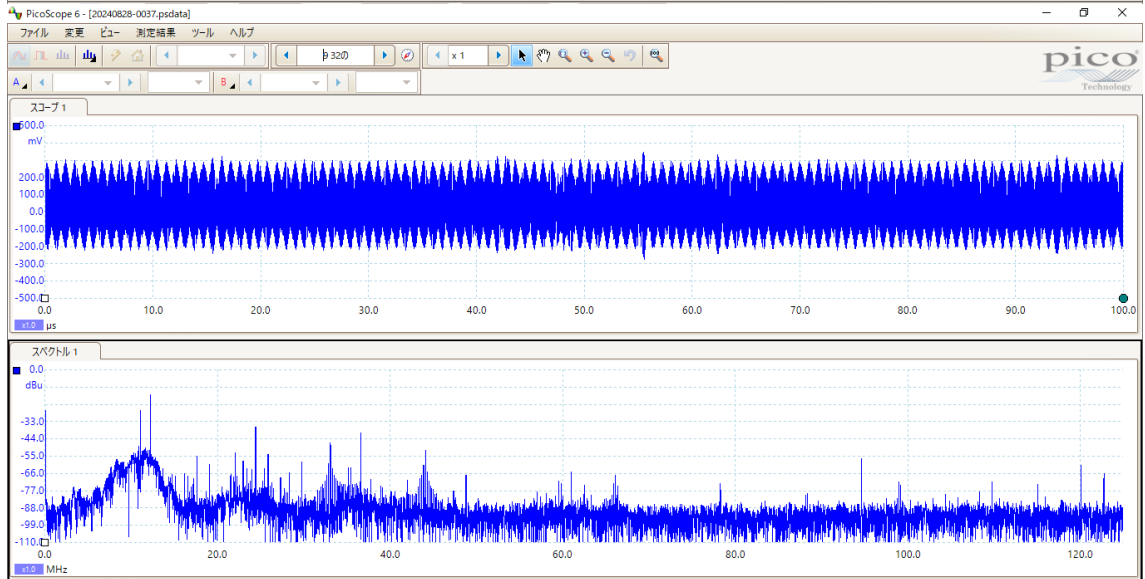 PicoScope 6 - [20240828-0037.psdata]
ファイル 変更 ビュー 測定結果 ツール ヘルプ
x 1
pico
Technology
A B
スコープ 1
mV
200.0
100.0
0.0
-100.0
-200.0
-300.0
-400.0
-500.0
0.0 10.0 20.0 30.0 40.0 50.0 60.0 70.0 80.0 90.0 100.0
x1.0 µs
スペクトル 1
0.0
dBu
-33.0
-44.0
-55.0
-66.0
-77.0
-88.0
-99.0
-110.0
0.0 20.0 40.0 60.0 80.0 100.0 120.0
x1.0 MHz